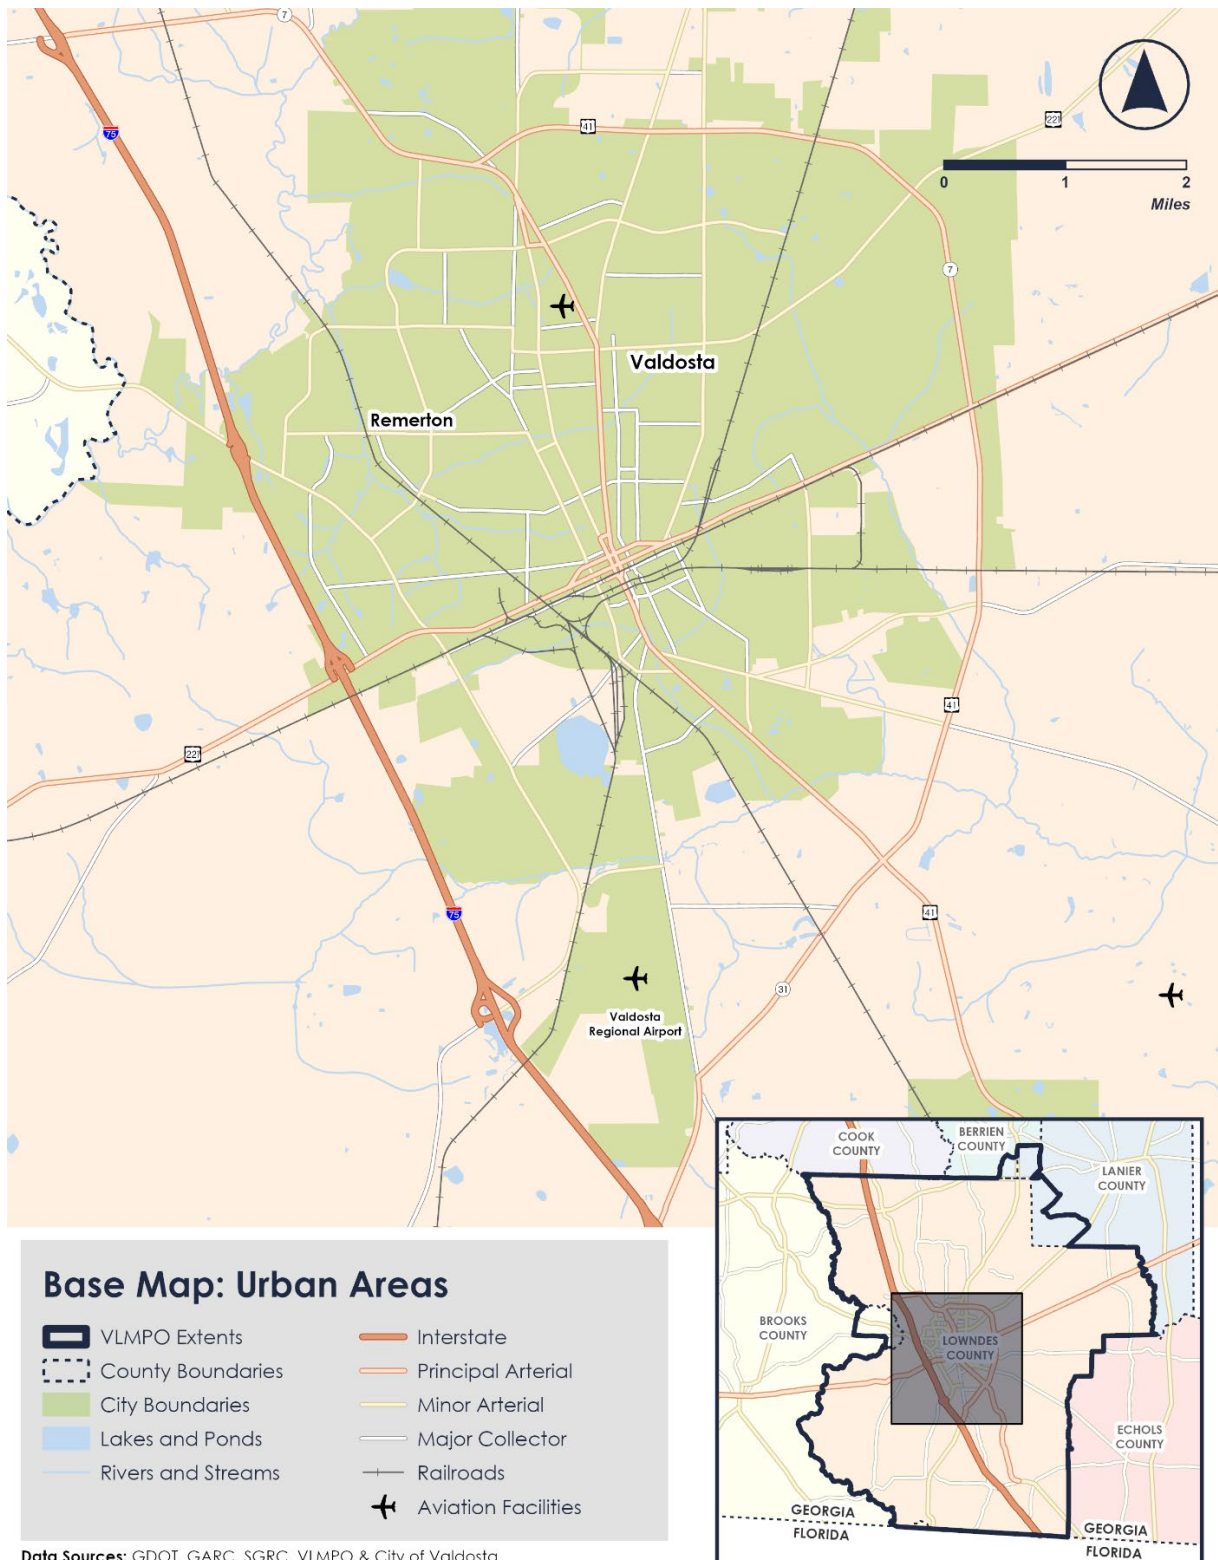 7
75
41
221
0 1 2
Miles
7
Valdosta
Remerton
41
221
75
41
31
Valdosta
Regional Airport
Base Map: Urban Areas
VLMPO Extents
County Boundaries
City Boundaries
Lakes and Ponds
Rivers and Streams
Interstate
Principal Arterial
Minor Arterial
Major Collector
Railroads
Aviation Facilities
COOK
COUNTY
BERRIEN
COUNTY
LANIER
COUNTY
BROOKS
COUNTY
LOWNDES
COUNTY
ECHOLS
COUNTY
GEORGIA
FLORIDA
GEORGIA
FLORIDA
Data Sources: GDOT, GARC, SGRC, VLMPO & City of Valdosta